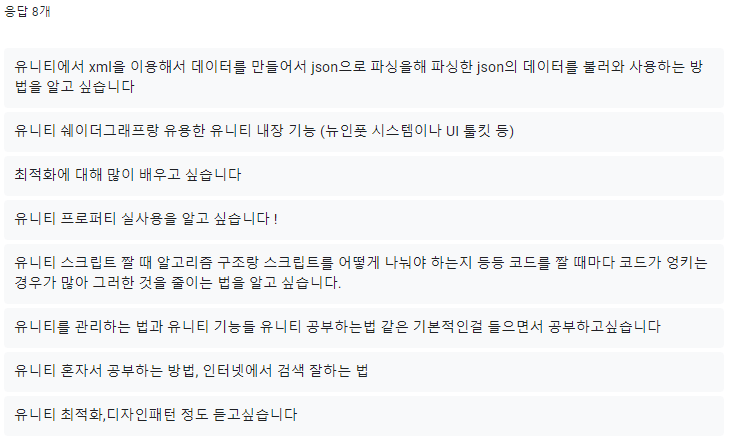 응답 8개
유니티에서 xml을 이용해서 데이터를 만들어서 json으로 파싱을해 파싱한 json의 데이터를 불러와 사용하는 방
법을 알고 싶습니다
유니티 쉐이더그래프랑 유용한 유니티 내장 기능 (뉴인풋 시스템이나 UI 툴킷 등)
최적화에 대해 많이 배우고 싶습니다
유니티 프로퍼티 실사용을 알고 싶습니다 !
유니티 스크립트 짤 때 알고리즘 구조랑 스크립트를 어떻게 나눠야 하는지 등등 코드를 짤 때마다 코드가 엉키는
경우가 많아 그러한 것을 줄이는 법을 알고 싶습니다.
유니티를 관리하는 법과 유니티 기능들 유니티 공부하는법 같은 기본적인걸 들으면서 공부하고싶습니다
유니티 혼자서 공부하는 방법, 인터넷에서 검색 잘하는 법
유니티 최적화,디자인패턴 정도 듣고싶습니다